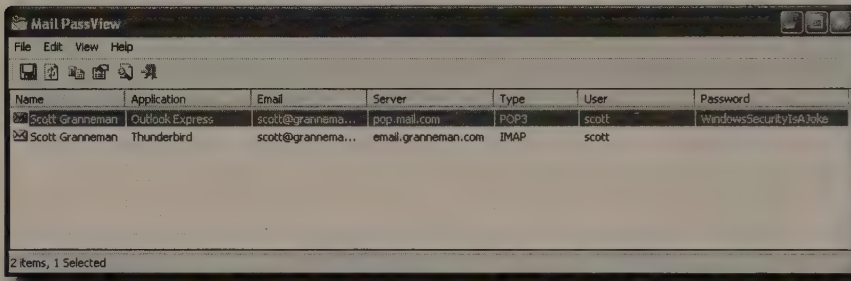 Mail PassView
File Edit View Help
Name Application Email Server Type User Password
Scott Granneman Outlook Express scott@grannema... pop.mail.com POP3 scott WindowsSecurityIsAJoke
Scott Granneman Thunderbird scott@grannema... email.granneman.com IMAP scott
2 items, 1 Selected